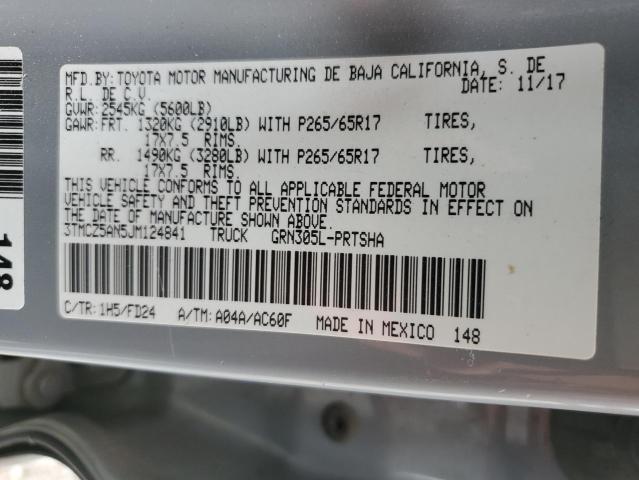 MFD.BY: TOYOTA MOTOR MANUFACTURING DE BAJA CALIFORNIA, S. DE
R.L. DE C.V. DATE: 11/17
GVWR: 2545KG (5600LB)
GAWR: FRT. 1320KG (2910LB) WITH P265/65R17 TIRES,
17X7.5 RIMS.
RR. 1490KG (3280LB) WITH P265/65R17 TIRES,
17X7.5 RIMS.
THIS VEHICLE CONFORMS TO ALL APPLICABLE FEDERAL MOTOR
VEHICLE SAFETY AND THEFT PREVENTION STANDARDS IN EFFECT ON
THE DATE OF MANUFACTURE SHOWN ABOVE.
3TMCZ5AN5JM124841 TRUCK GRN305L-PRTSHA
C/TR: 1H5/FD24 A/TM: A04A/AC60F MADE IN MEXICO 148
148